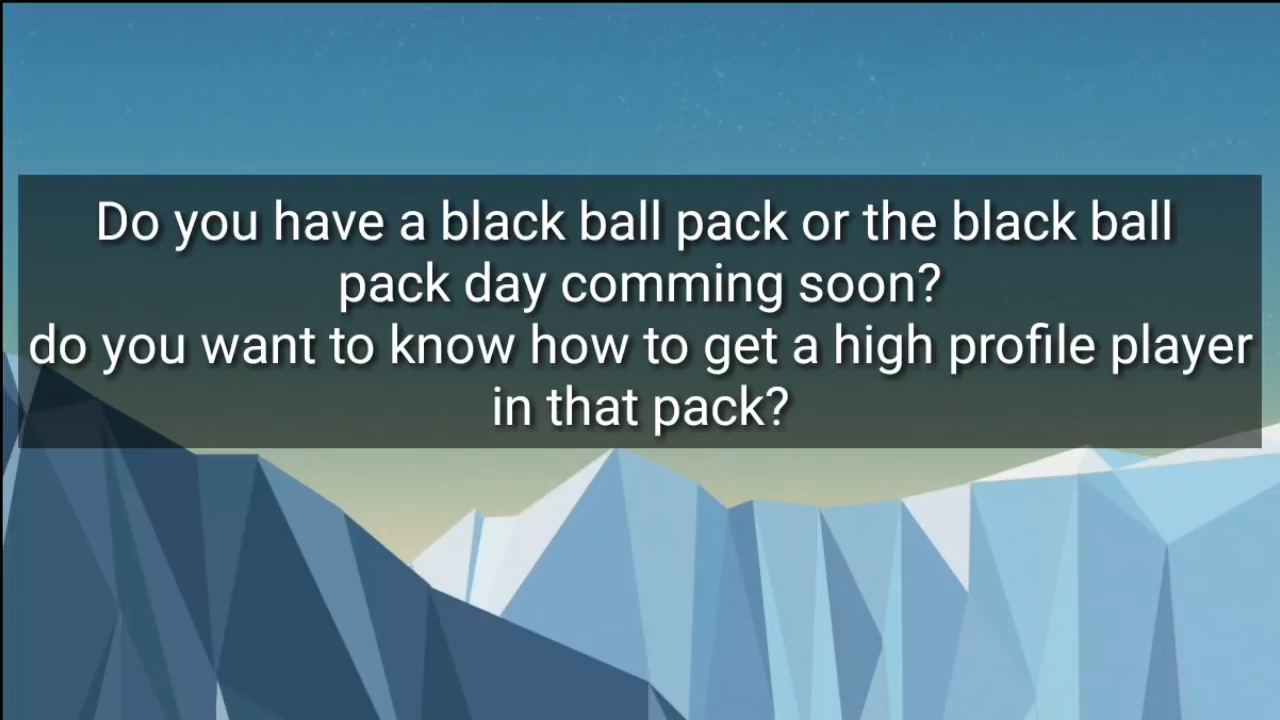 Do you have a black ball pack or the black ball
pack day comming soon?
do you want to know how to get a high profile player
in that pack?